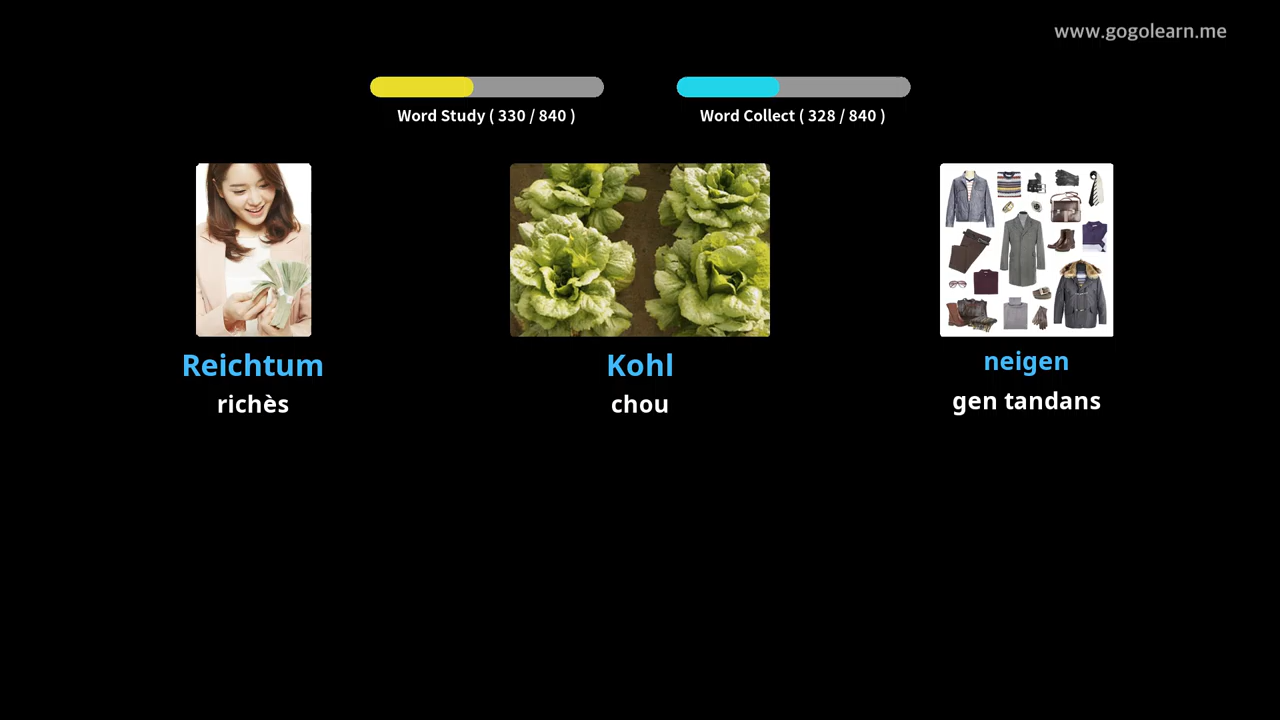 www.gogolearn.me
Word Study ( 330 / 840 )
Word Collect ( 328 / 840 )
Reichtum
richès
Kohl
chou
neigen
gen tandans